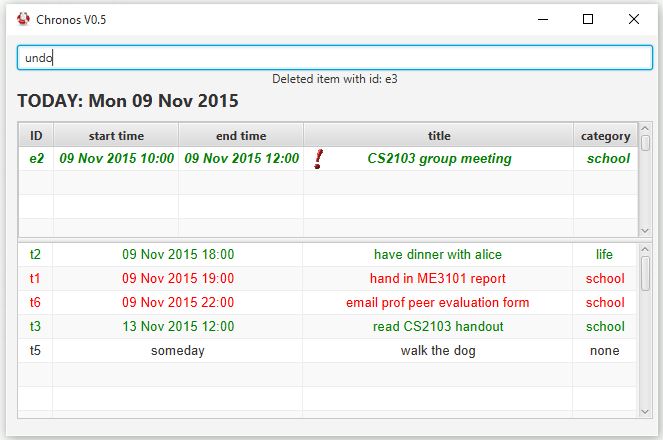 Chronos V0.5
undo
Deleted item with id: e3
TODAY: Mon 09 Nov 2015
ID start time end time title category
e2 09 Nov 2015 10:00 09 Nov 2015 12:00 ! CS2103 group meeting school
t2 09 Nov 2015 18:00 have dinner with alice life
t1 09 Nov 2015 19:00 hand in ME3101 report school
t6 09 Nov 2015 22:00 email prof peer evaluation form school
t3 13 Nov 2015 12:00 read CS2103 handout school
t5 someday walk the dog none